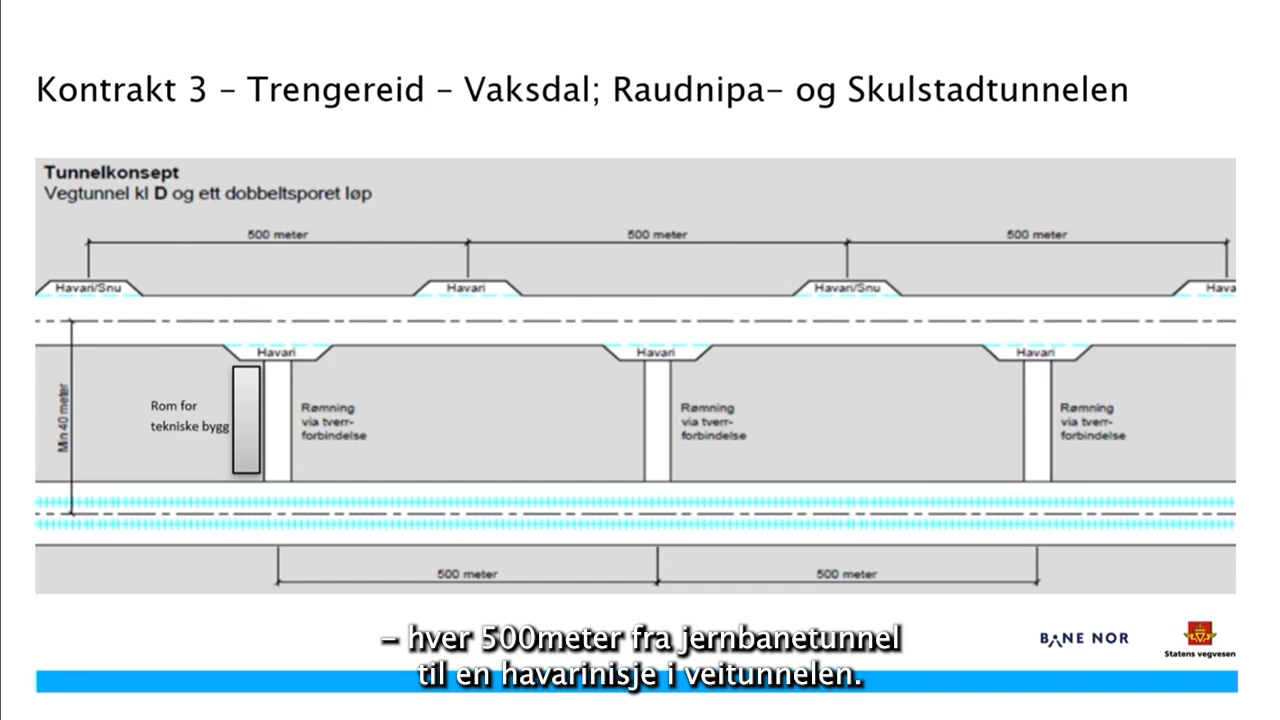 Kontrakt 3 – Trengereid – Vaksdal; Raudnipa- og Skulstadtunnelen
Tunnelkonsept
Vegtunnel kl D og ett dobbeltsporet løp
500 meter
500 meter
500 meter
Havari/Snu
Havari
Havari/Snu
Hava
Havari
Havari
Havari
Min 40 meter
Rom for
tekniske bygg
Rømning
via tverr-
forbindelse
Rømning
via tverr-
forbindelse
Rømning
via tverr-
forbindelse
500 meter
500 meter
– hver 500meter fra jernbanetunnel
til en havarinisje i veitunnelen.
BANE NOR
Statens vegvesen